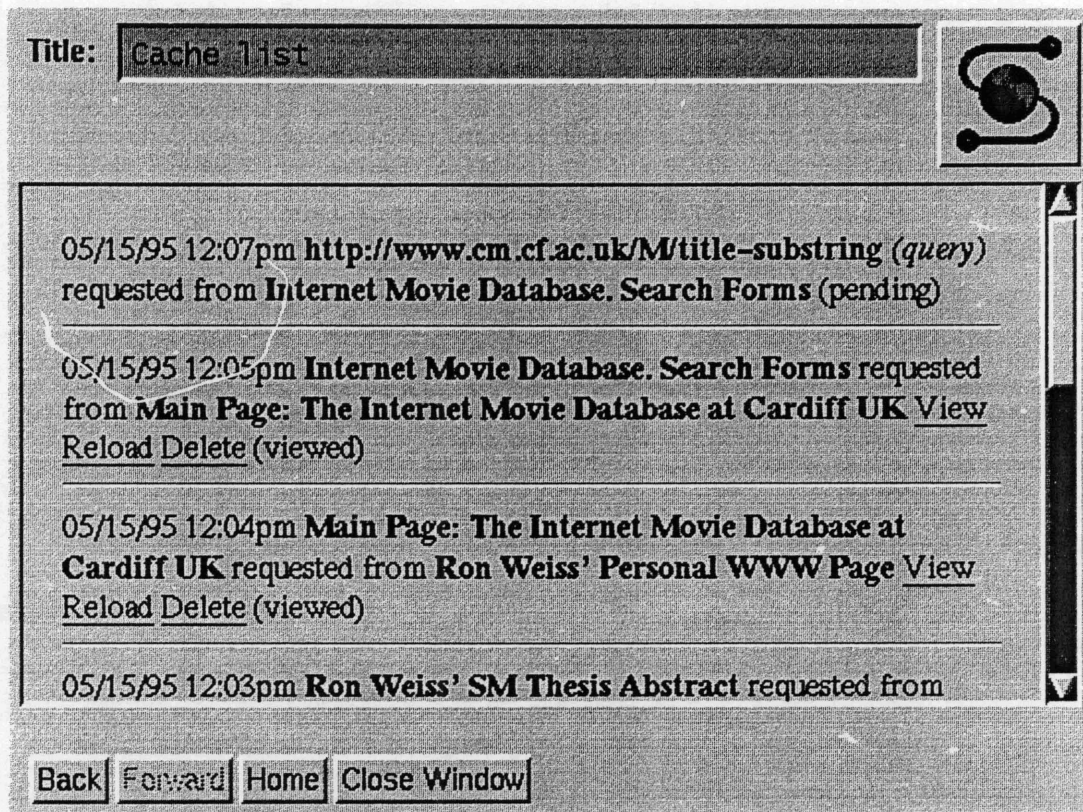 Title: Cache list
05/15/95 12:07pm http://www.cm.cf.ac.uk/M/title-substring (query)
requested from Internet Movie Database. Search Forms (pending)
05/15/95 12:05pm Internet Movie Database. Search Forms requested
from Main Page: The Internet Movie Database at Cardiff UK View
Reload Delete (viewed)
05/15/95 12:04pm Main Page: The Internet Movie Database at
Cardiff UK requested from Ron Weiss' Personal WWW Page View
Reload Delete (viewed)
05/15/95 12:03pm Ron Weiss' SM Thesis Abstract requested from
Back Forward Home Close Window